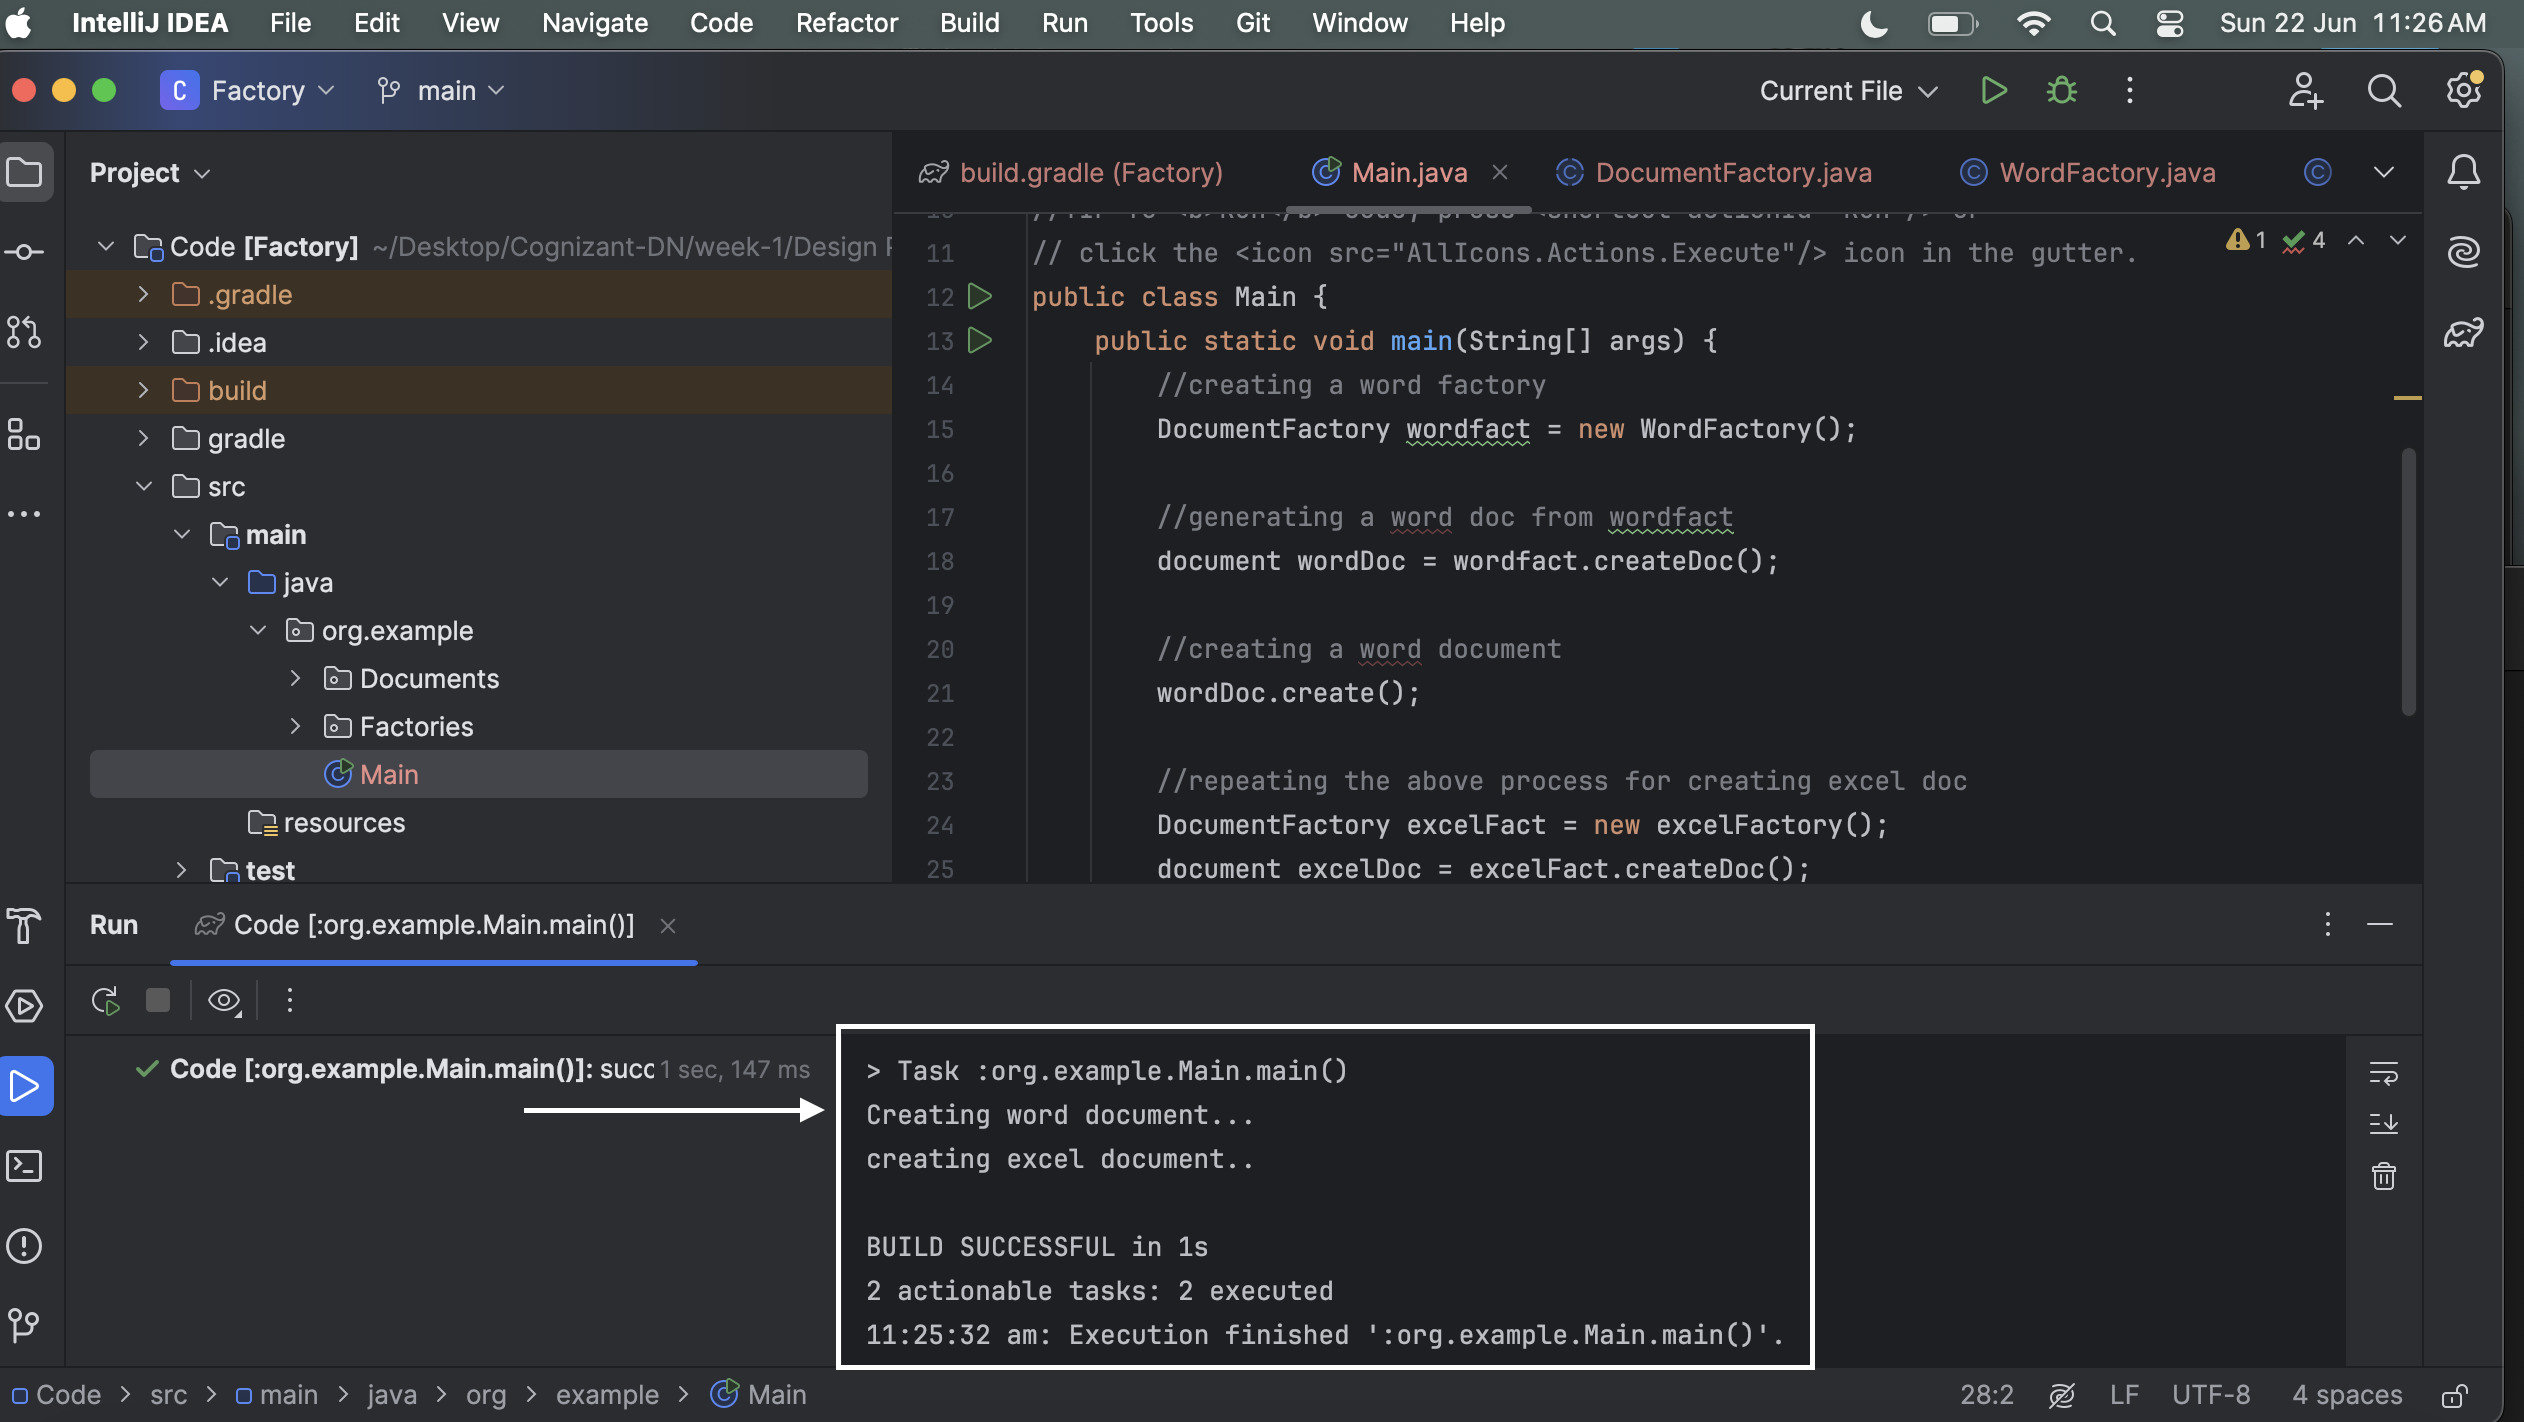 IntelliJ IDEA File Edit View Navigate Code Refactor Build Run Tools Git Window Help Sun 22 Jun 11:26 AM
C Factory main Current File
Project
Code [Factory] ~/Desktop/Cognizant-DN/week-1/Design
.gradle
.idea
build
gradle
src
main
java
org.example
Documents
Factories
Main
resources
test
build.gradle (Factory) Main.java DocumentFactory.java WordFactory.java
1 4
11 // click the <icon src="AllIcons.Actions.Execute"/> icon in the gutter.
12 public class Main {
13 public static void main(String[] args) {
14 //creating a word factory
15 DocumentFactory wordfact = new WordFactory();
16
17 //generating a word doc from wordfact
18 document wordDoc = wordfact.createDoc();
19
20 //creating a word document
21 wordDoc.create();
22
23 //repeating the above process for creating excel doc
24 DocumentFactory excelFact = new excelFactory();
25 document excelDoc = excelFact.createDoc();
Run Code [:org.example.Main.main()]
Code [:org.example.Main.main()]: succ 1 sec, 147 ms
> Task :org.example.Main.main()
Creating word document...
creating excel document..
BUILD SUCCESSFUL in 1s
2 actionable tasks: 2 executed
11:25:32 am: Execution finished ':org.example.Main.main()'.
Code > src > main > java > org > example > Main 28:2 LF UTF-8 4 spaces